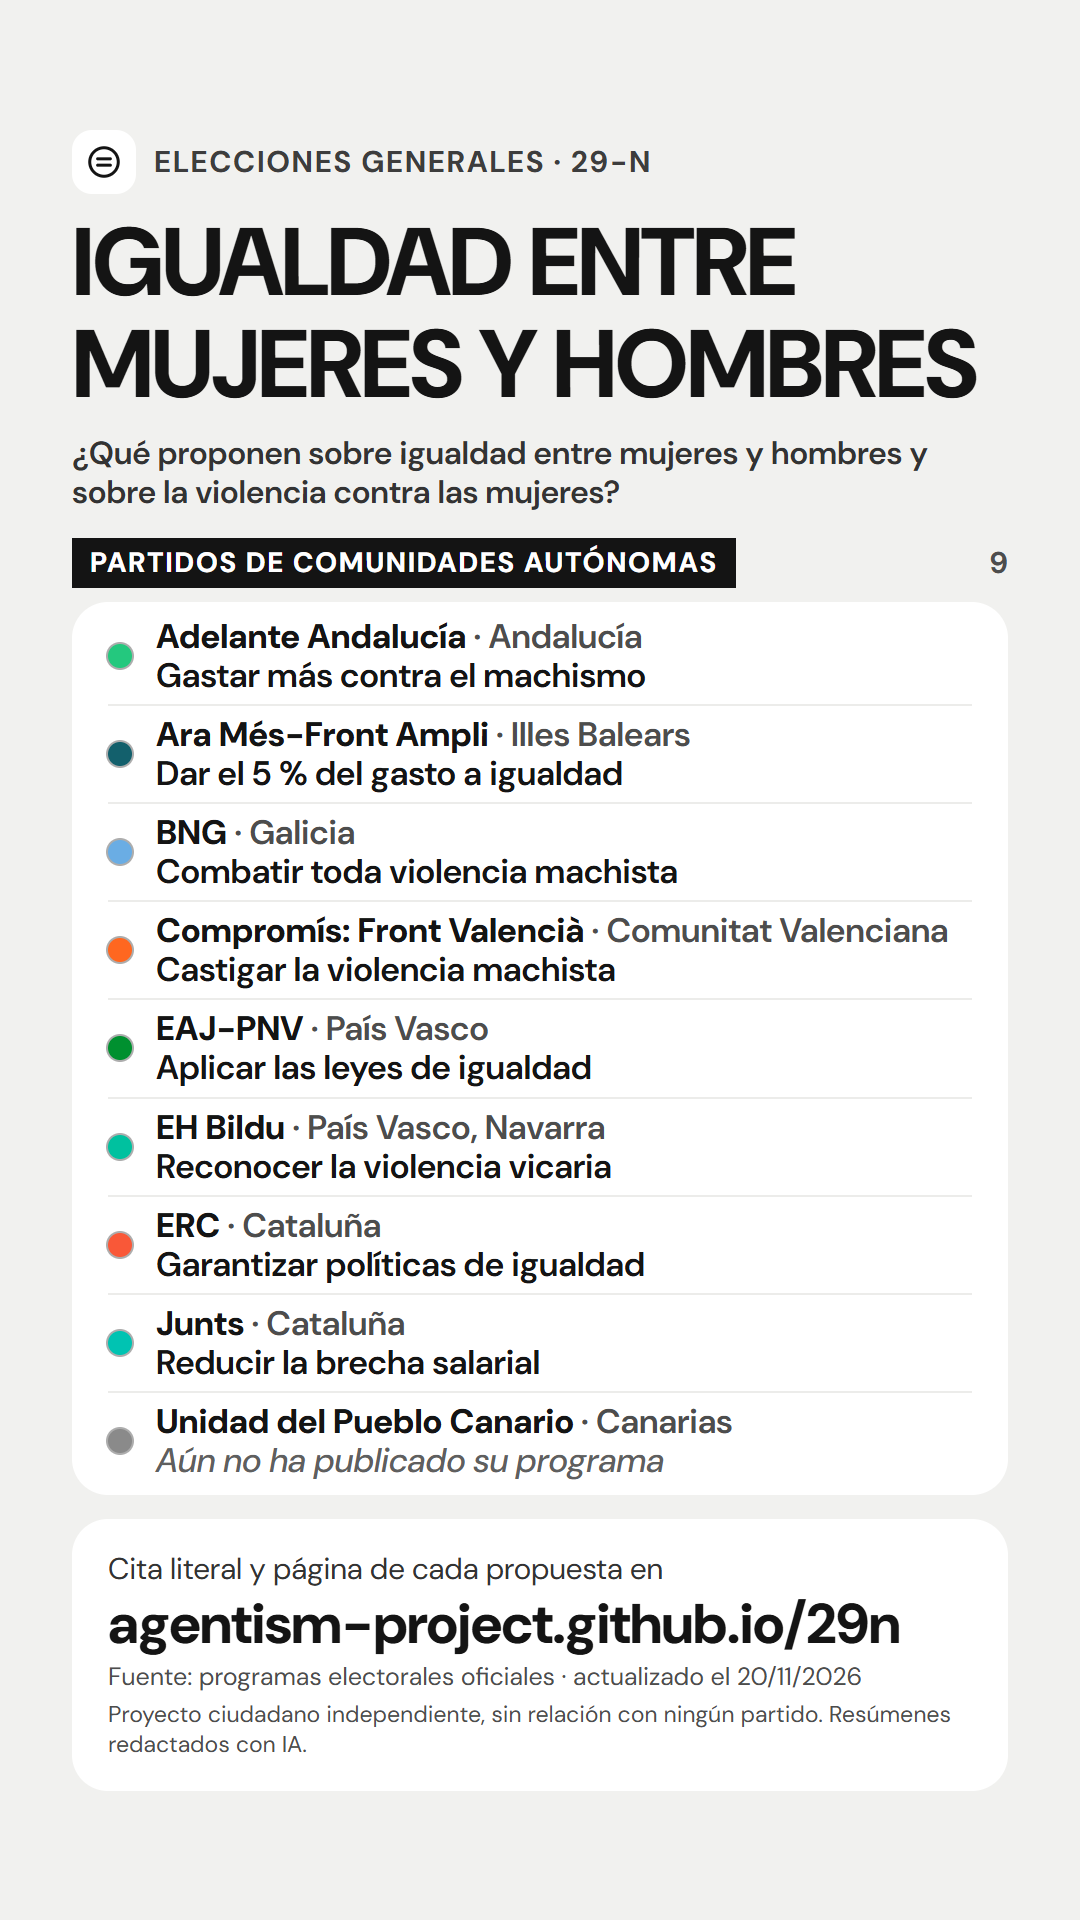 ELECCIONES GENERALES · 29-N
IGUALDAD ENTRE
MUJERES Y HOMBRES
¿Qué proponen sobre igualdad entre mujeres y hombres y
sobre la violencia contra las mujeres?
PARTIDOS DE COMUNIDADES AUTÓNOMAS 9
Adelante Andalucía · Andalucía
Gastar más contra el machismo
Ara Més-Front Ampli · Illes Balears
Dar el 5 % del gasto a igualdad
BNG · Galicia
Combatir toda violencia machista
Compromís: Front Valencià · Comunitat Valenciana
Castigar la violencia machista
EAJ-PNV · País Vasco
Aplicar las leyes de igualdad
EH Bildu · País Vasco, Navarra
Reconocer la violencia vicaria
ERC · Cataluña
Garantizar políticas de igualdad
Junts · Cataluña
Reducir la brecha salarial
Unidad del Pueblo Canario · Canarias
Aún no ha publicado su programa
Cita literal y página de cada propuesta en
agentism-project.github.io/29n
Fuente: programas electorales oficiales · actualizado el 20/11/2026
Proyecto ciudadano independiente, sin relación con ningún partido. Resúmenes
redactados con IA.